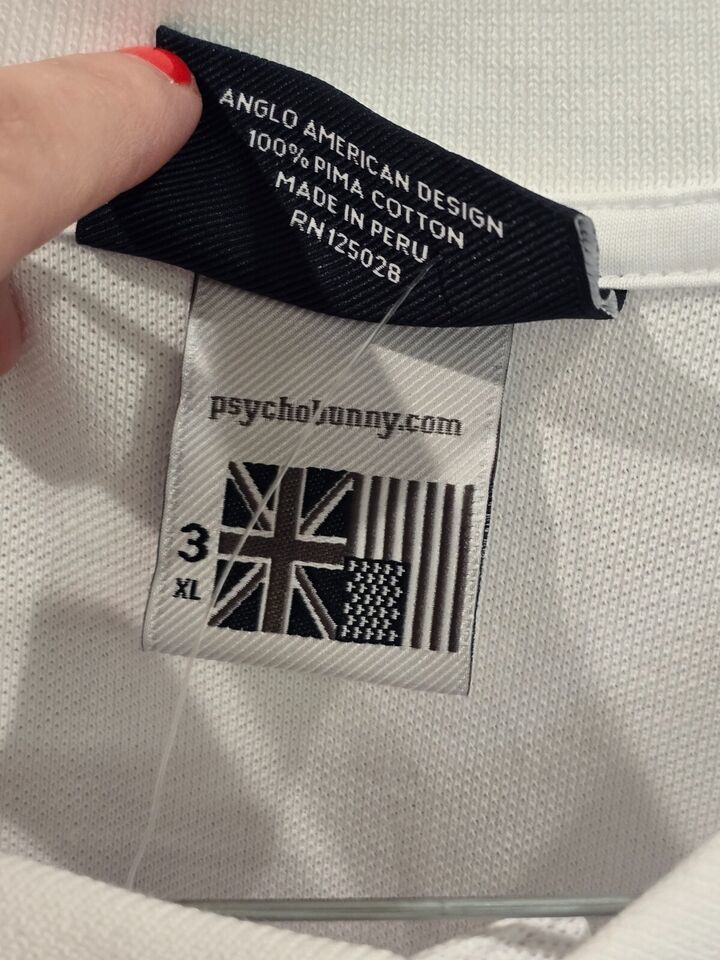 ANGLO AMERICAN DESIGN
100% PIMA COTTON
MADE IN PERU
RN125028
psychobunny.com
3
XL